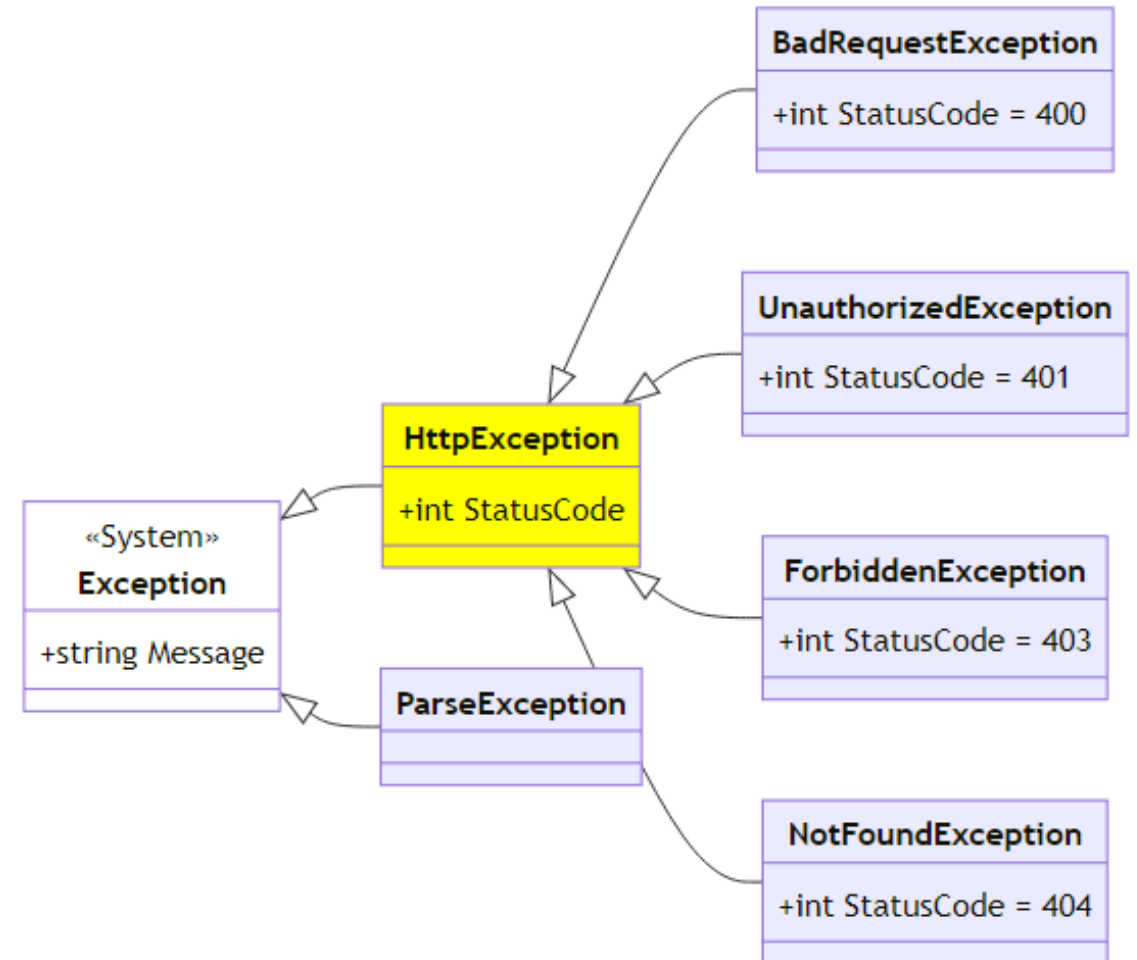 BadRequestException
+int StatusCode = 400
UnauthorizedException
+int StatusCode = 401
HttpException
+int StatusCode
«System»
Exception
+string Message
ForbiddenException
+int StatusCode = 403
ParseException
NotFoundException
+int StatusCode = 404